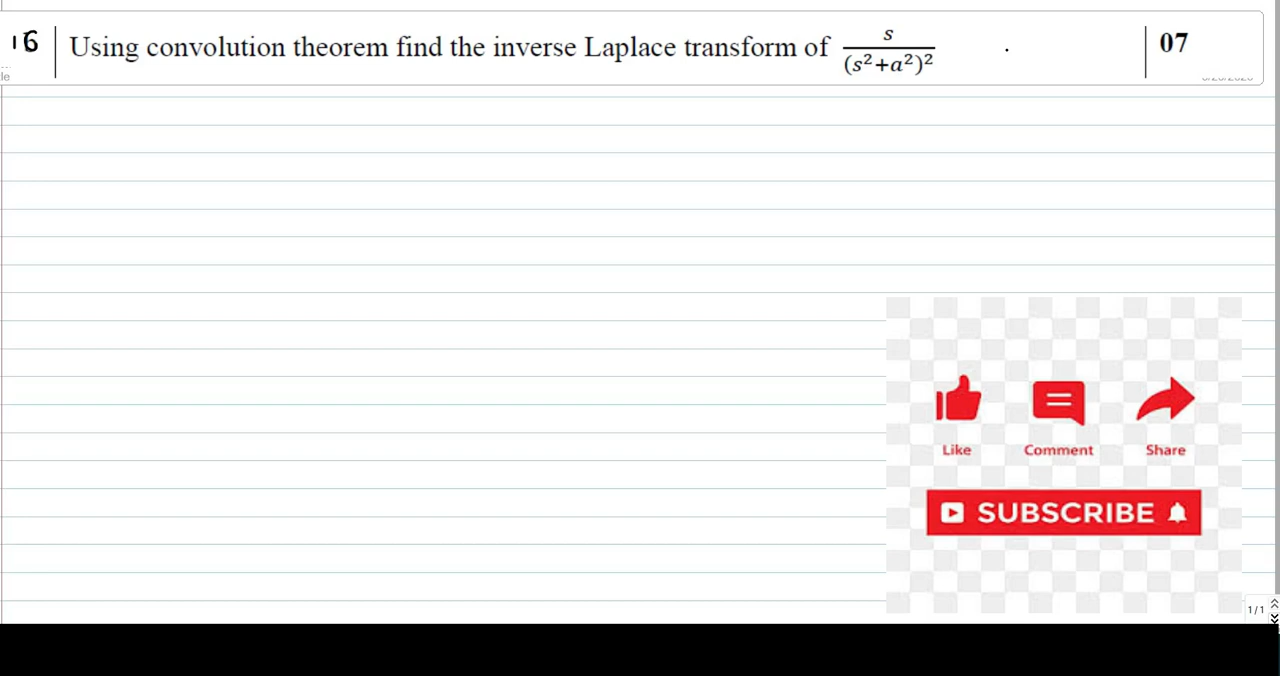 16 Using convolution theorem find the inverse Laplace transform of s/(s²+a²)² . 07
le
Like Comment Share
SUBSCRIBE
1/1